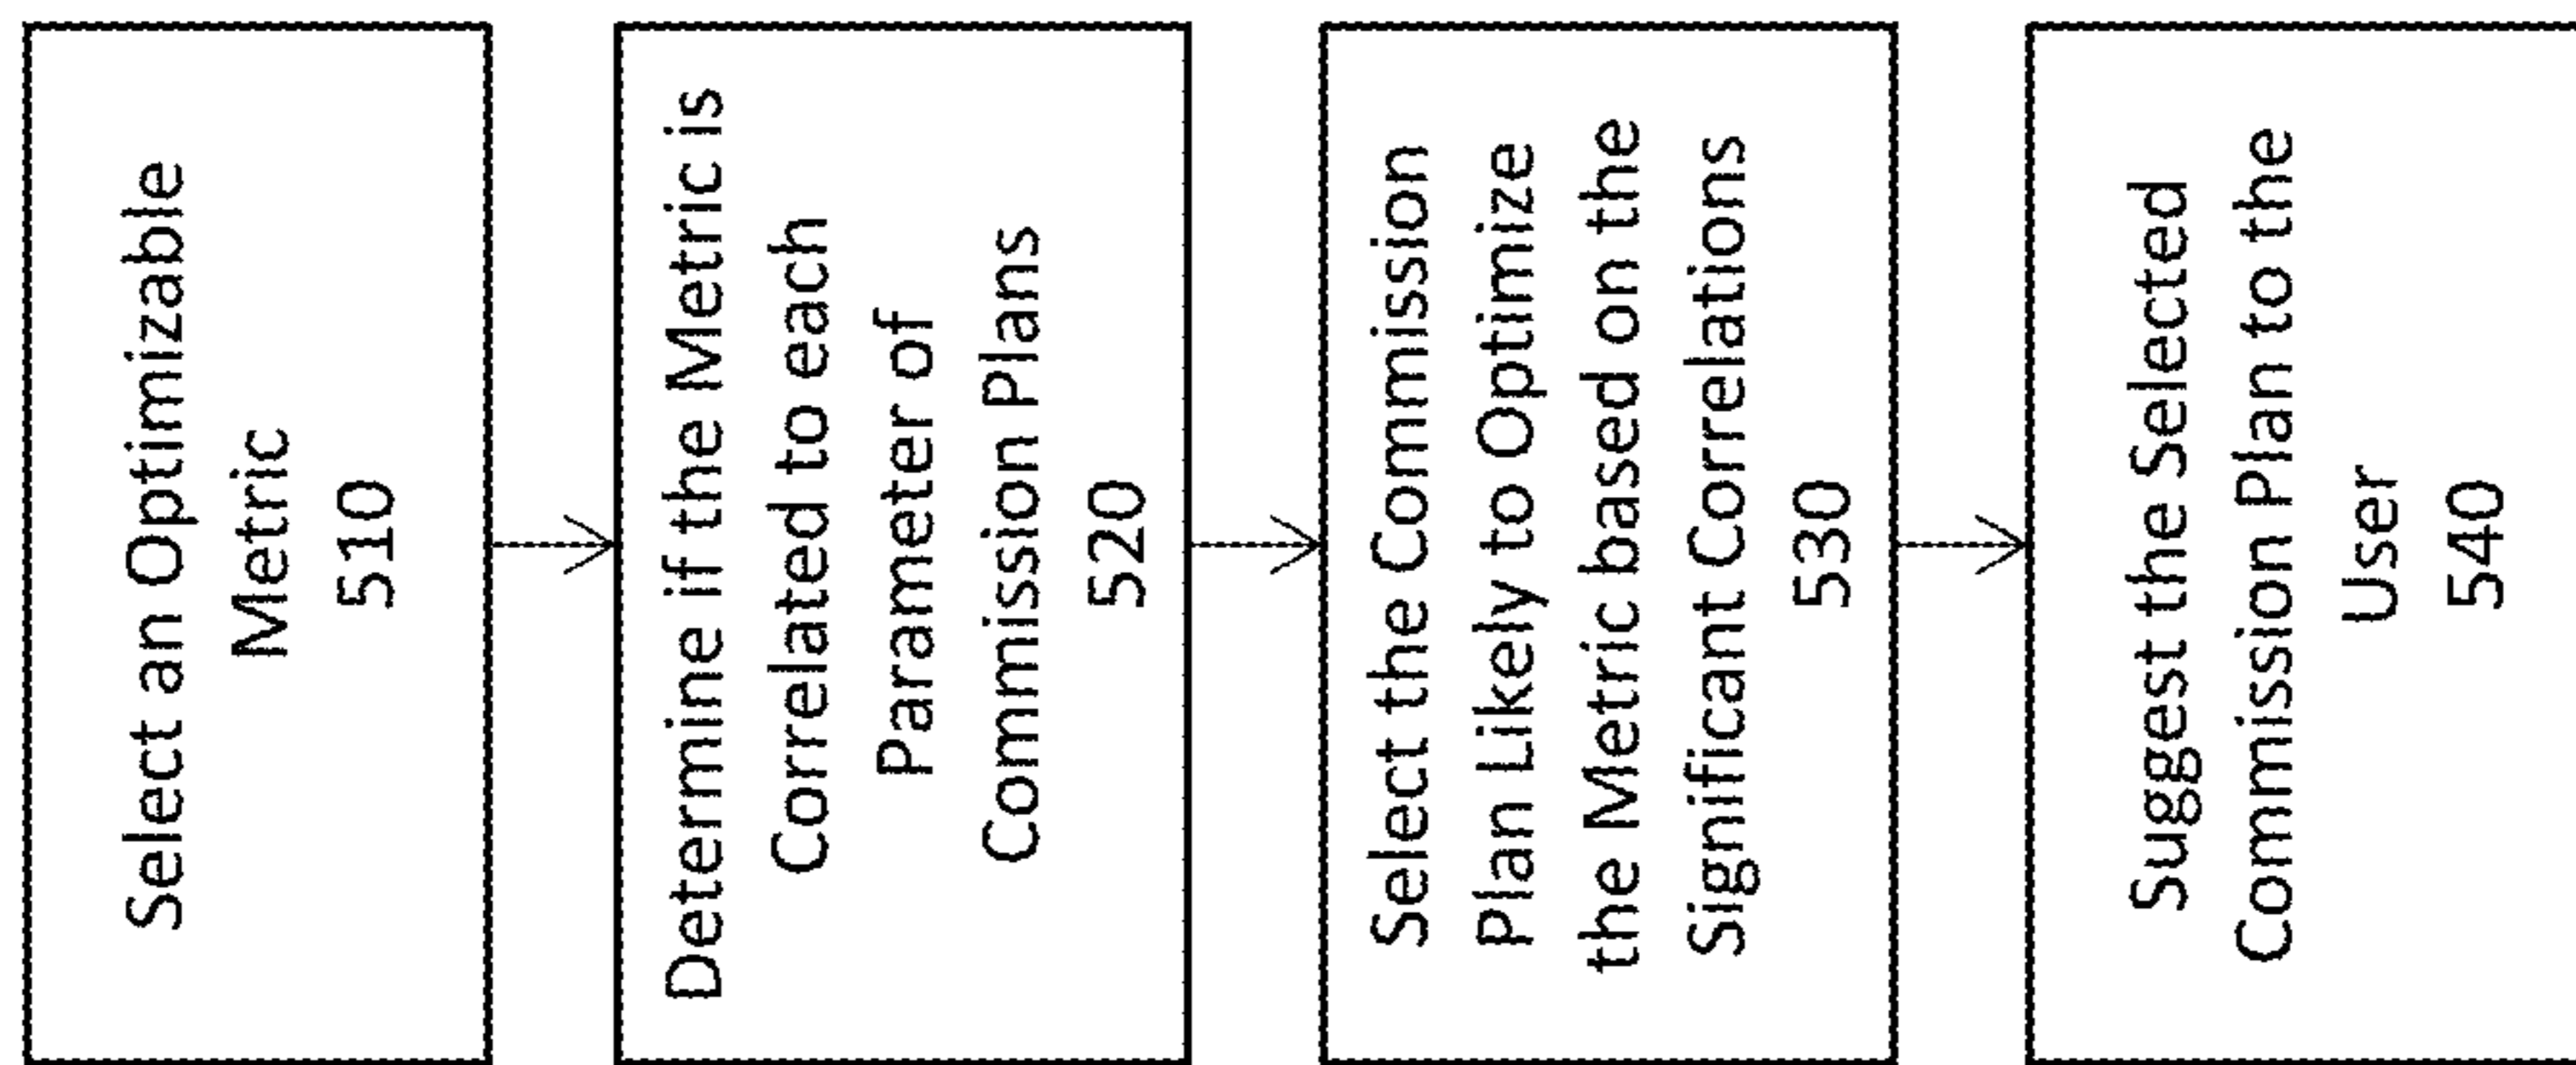 Select an Optimizable
Metric
510
Determine if the Metric is
Correlated to each
Parameter of
Commission Plans
520
Select the Commission
Plan Likely to Optimize
the Metric based on the
Significant Correlations
530
Suggest the Selected
Commission Plan to the
User
540